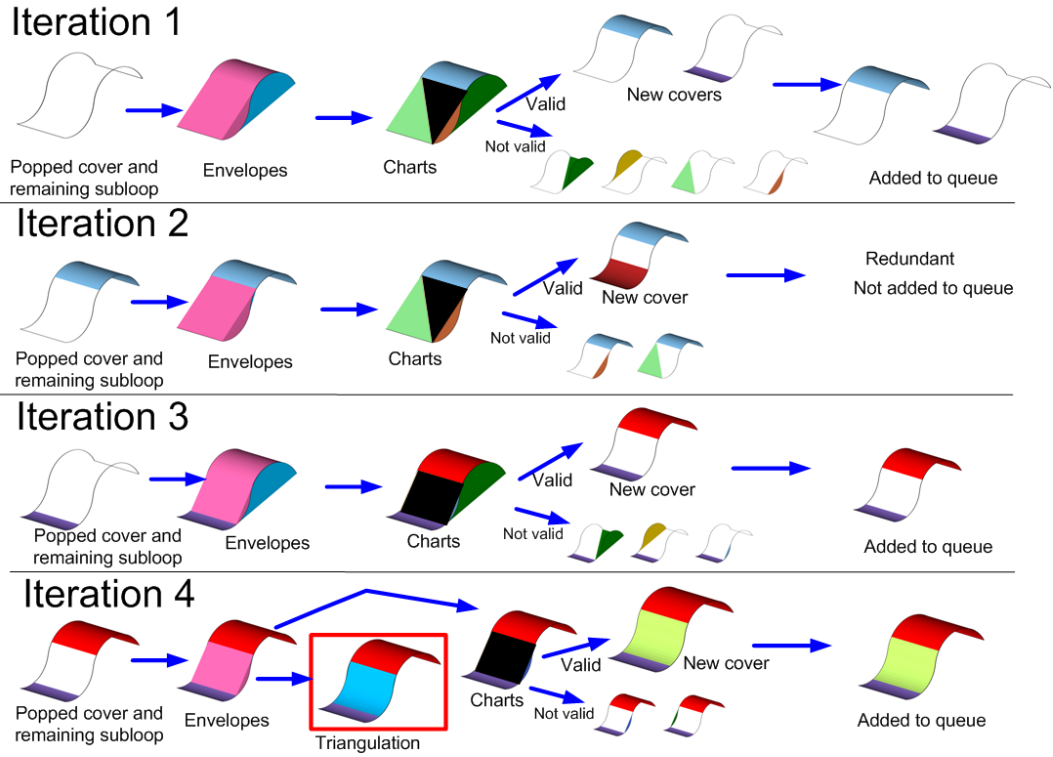 Iteration 1
Popped cover and
remaining subloop
Envelopes
Charts
Valid
Not valid
New covers
Added to queue
Iteration 2
Popped cover and
remaining subloop
Envelopes
Charts
Valid
Not valid
New cover
Redundant
Not added to queue
Iteration 3
Popped cover and
remaining subloop
Envelopes
Charts
Valid
Not valid
New cover
Added to queue
Iteration 4
Popped cover and
remaining subloop
Envelopes
Triangulation
Charts
Valid
Not valid
New cover
Added to queue